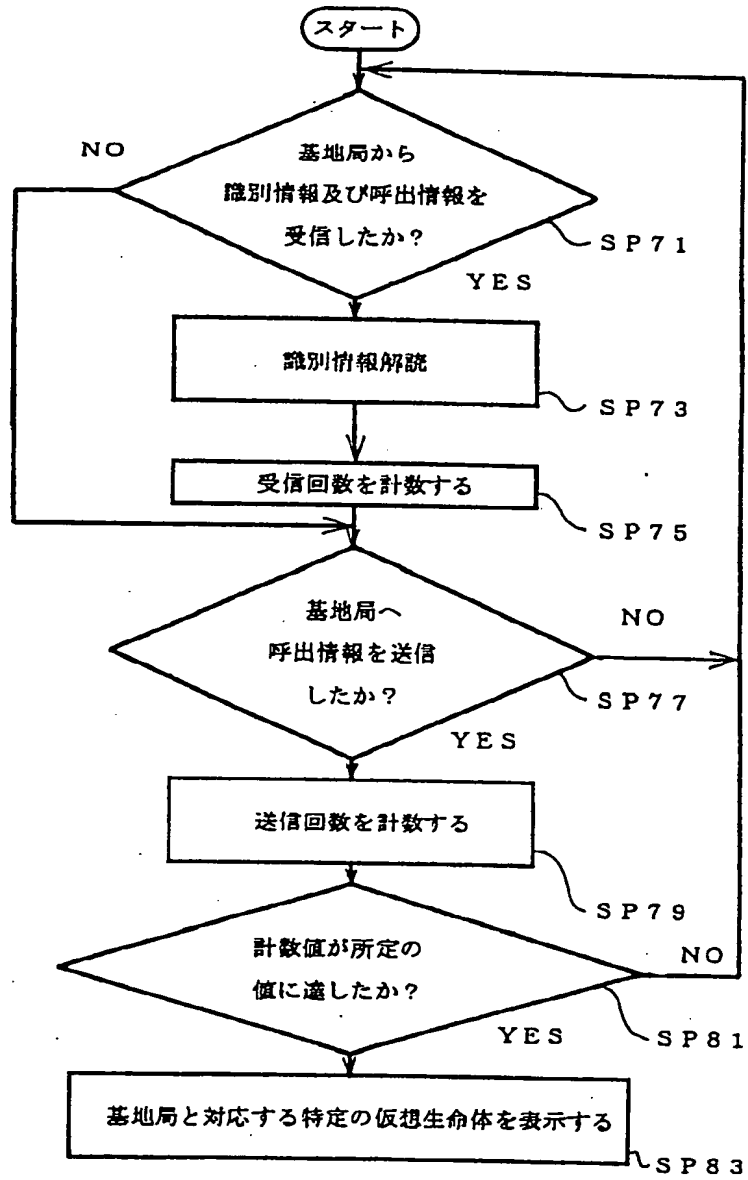 スタート
NO
基地局から
識別情報及び呼出情報を
受信したか？
SP71
YES
識別情報解読
SP73
受信回数を計数する
SP75
基地局へ
呼出情報を送信
したか？
NO
SP77
YES
送信回数を計数する
SP79
計数値が所定の
値に達したか？
NO
SP81
YES
基地局と対応する特定の仮想生命体を表示する
SP83